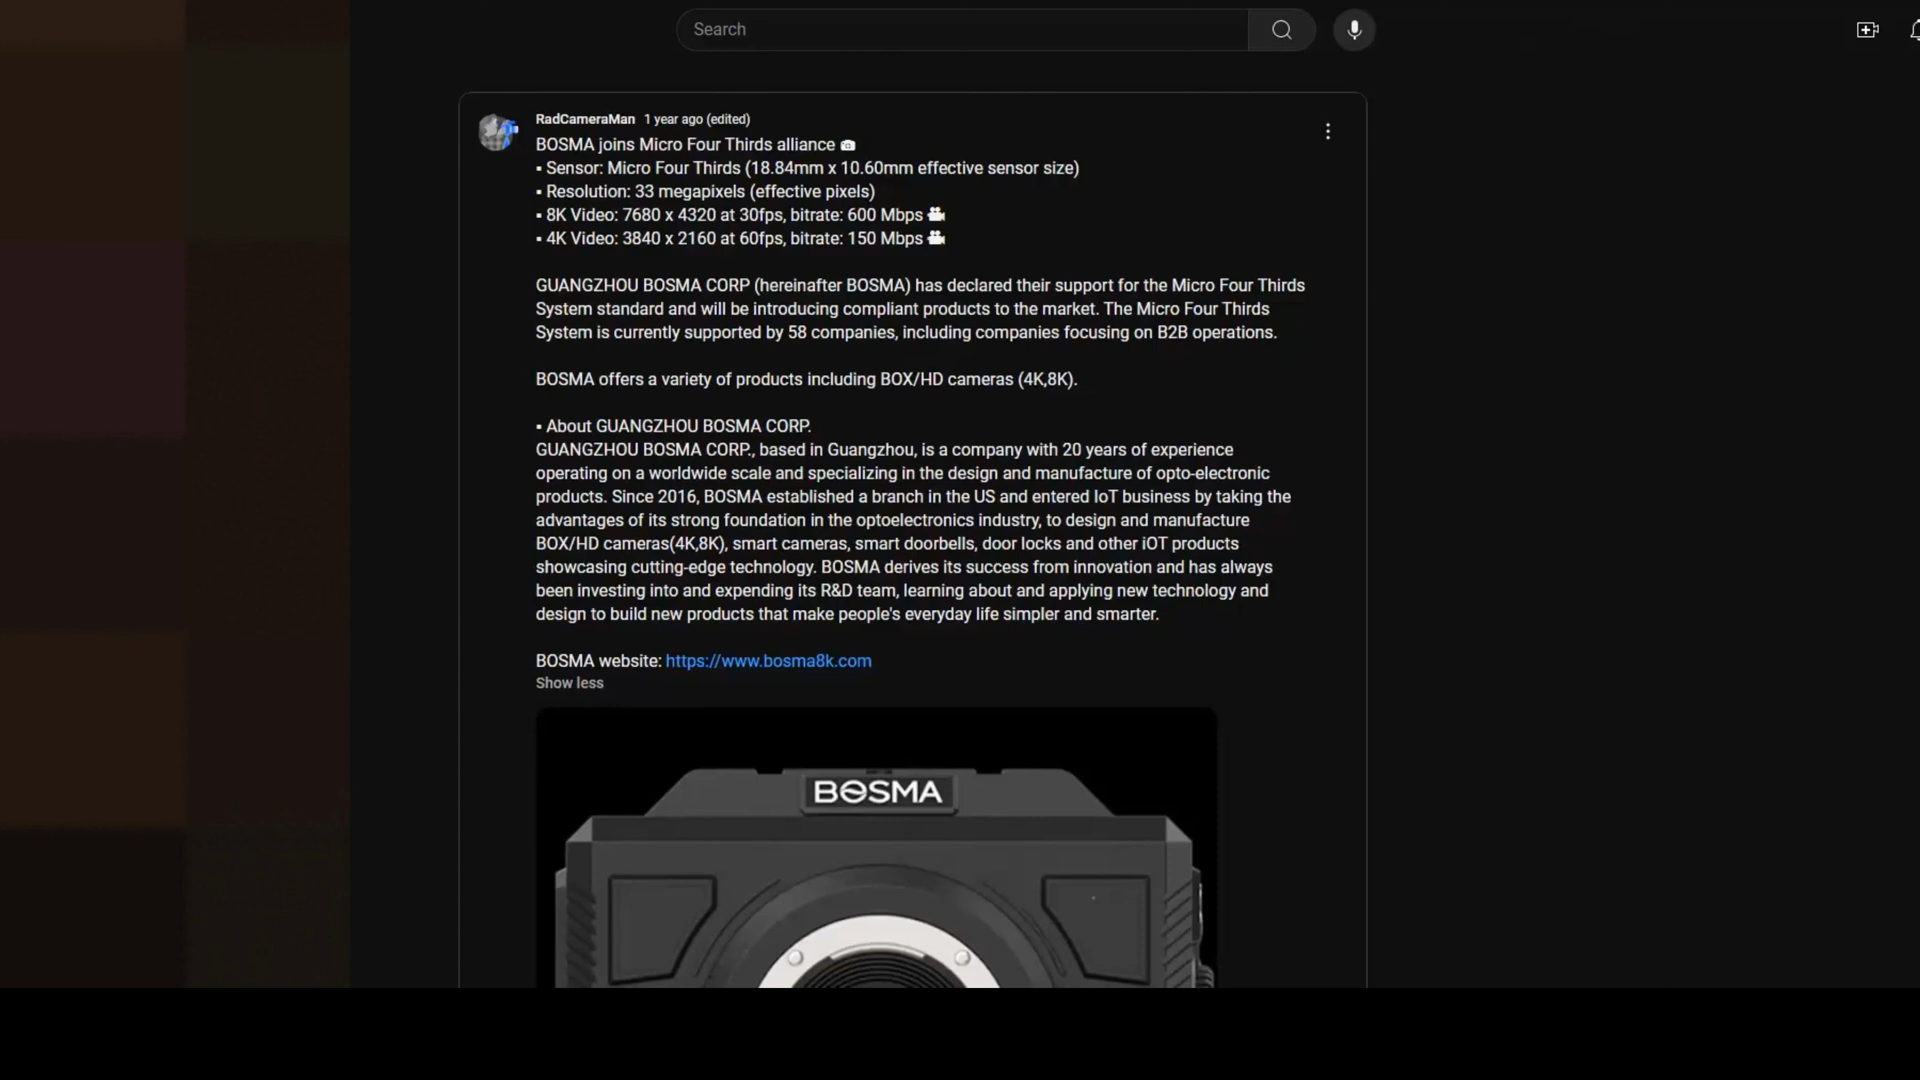 Search
RadCameraMan 1 year ago (edited)
BOSMA joins Micro Four Thirds alliance 📷
▪ Sensor: Micro Four Thirds (18.84mm x 10.60mm effective sensor size)
▪ Resolution: 33 megapixels (effective pixels)
▪ 8K Video: 7680 x 4320 at 30fps, bitrate: 600 Mbps 🎥
▪ 4K Video: 3840 x 2160 at 60fps, bitrate: 150 Mbps 🎥
GUANGZHOU BOSMA CORP (hereinafter BOSMA) has declared their support for the Micro Four Thirds
System standard and will be introducing compliant products to the market. The Micro Four Thirds
System is currently supported by 58 companies, including companies focusing on B2B operations.
BOSMA offers a variety of products including BOX/HD cameras (4K,8K).
▪ About GUANGZHOU BOSMA CORP.
GUANGZHOU BOSMA CORP., based in Guangzhou, is a company with 20 years of experience
operating on a worldwide scale and specializing in the design and manufacture of opto-electronic
products. Since 2016, BOSMA established a branch in the US and entered IoT business by taking the
advantages of its strong foundation in the optoelectronics industry, to design and manufacture
BOX/HD cameras(4K,8K), smart cameras, smart doorbells, door locks and other iOT products
showcasing cutting-edge technology. BOSMA derives its success from innovation and has always
been investing into and expending its R&D team, learning about and applying new technology and
design to build new products that make people's everyday life simpler and smarter.
BOSMA website: https://www.bosma8k.com
Show less
BOSMA